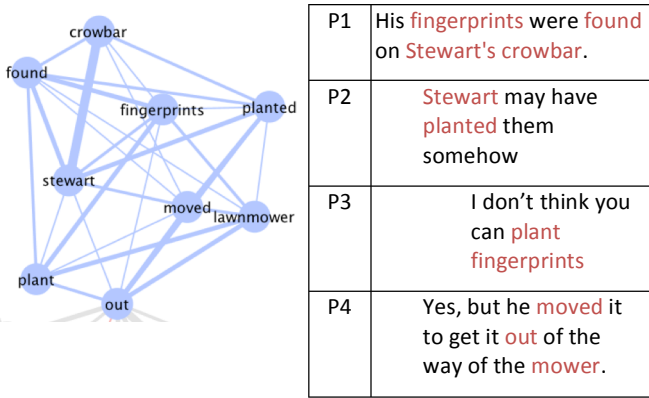 crowbar
found
fingerprints
planted
stewart
moved
lawnmower
plant
out
P1
His fingerprints were found
on Stewart's crowbar.
P2
Stewart may have
planted them
somehow
P3
I don’t think you
can plant
fingerprints
P4
Yes, but he moved it
to get it out of the
way of the mower.